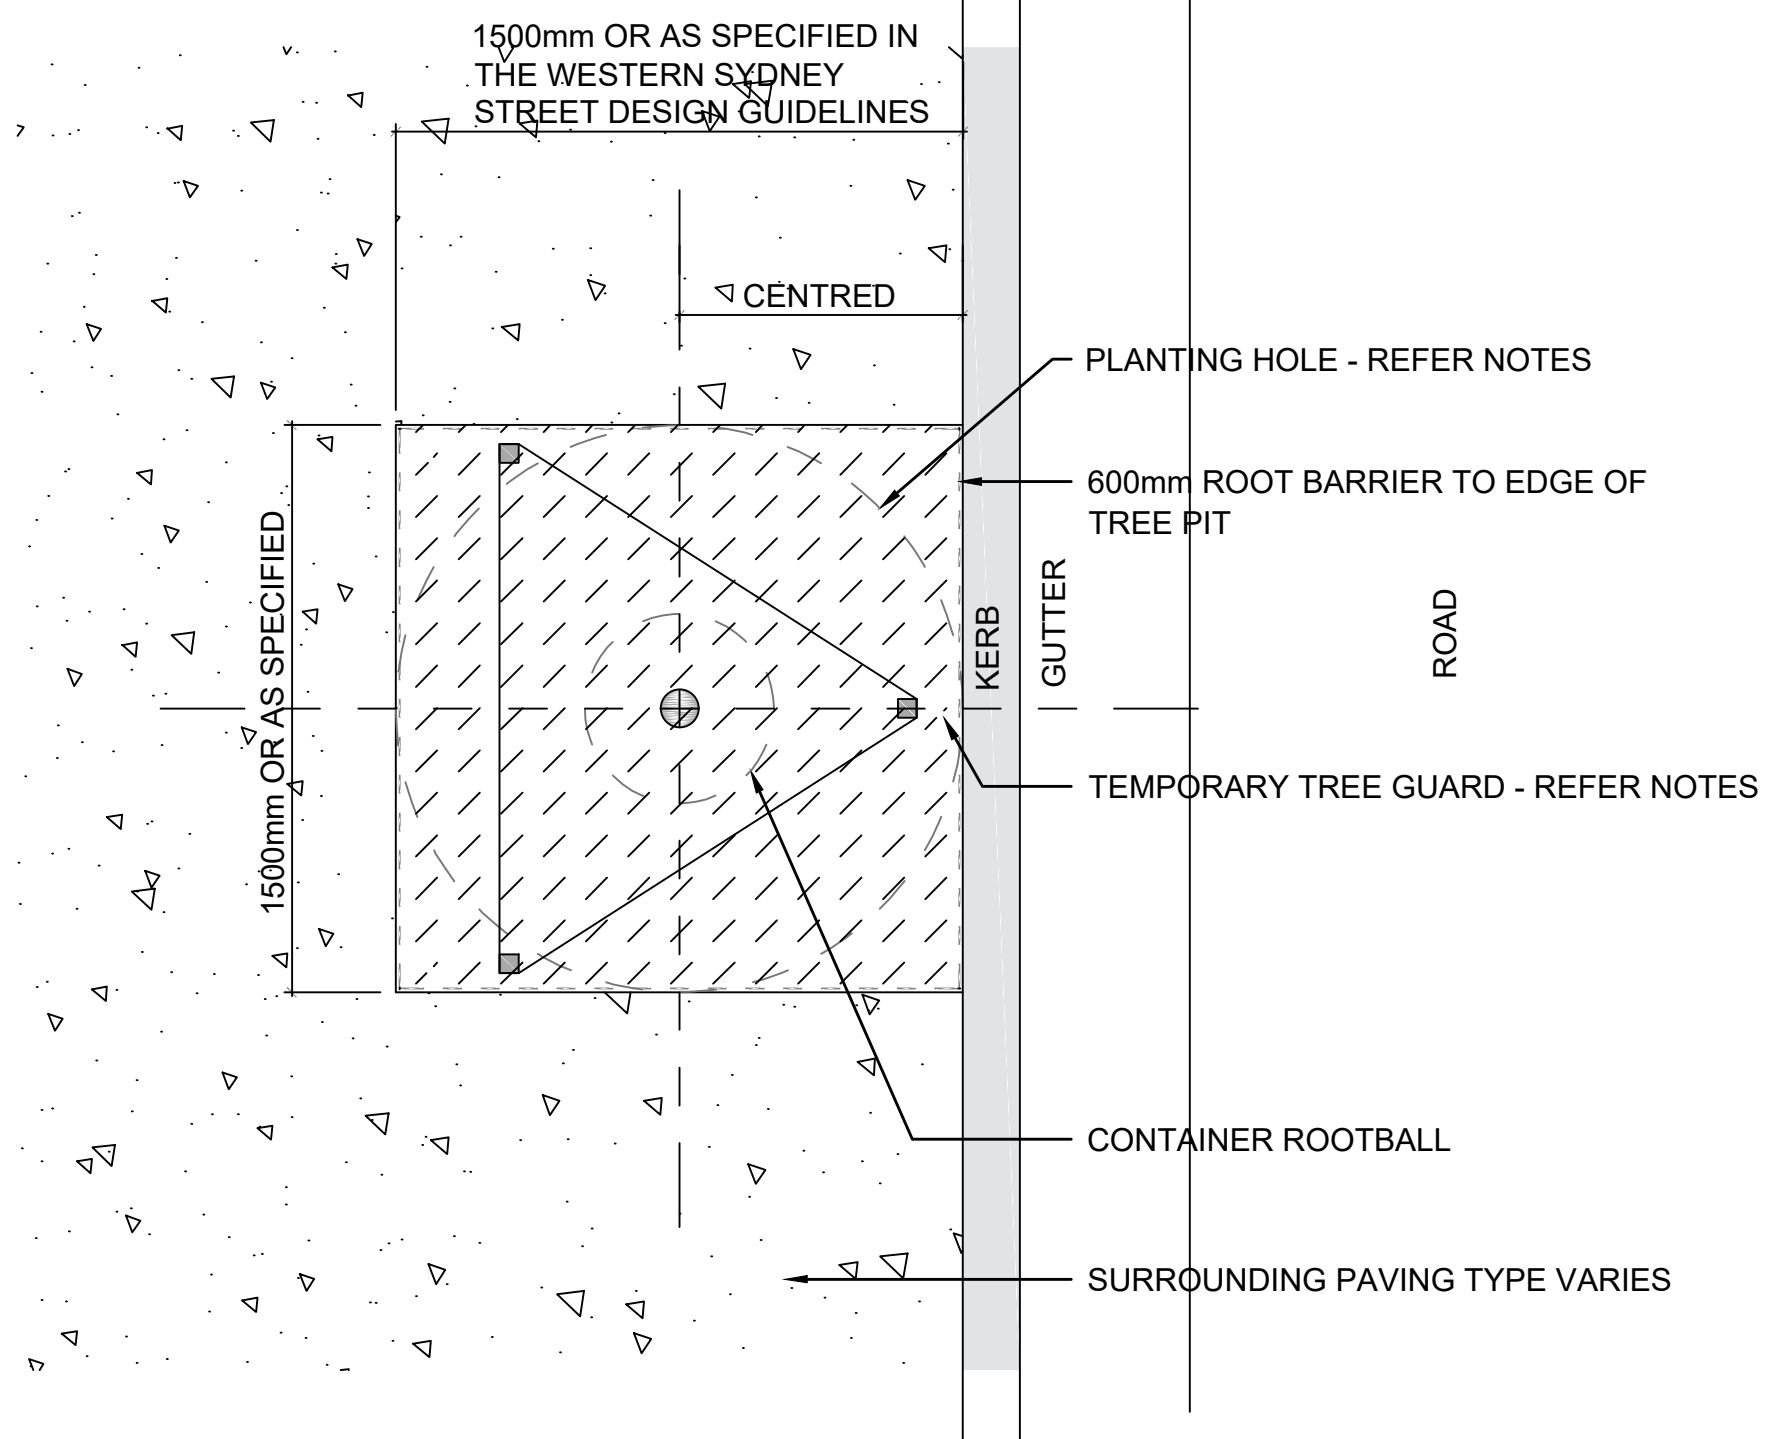 1500mm OR AS SPECIFIED IN
THE WESTERN SYDNEY
STREET DESIGN GUIDELINES
CENTRED
PLANTING HOLE - REFER NOTES
600mm ROOT BARRIER TO EDGE OF
TREE PIT
1500mm OR AS SPECIFIED
KERB
GUTTER
ROAD
TEMPORARY TREE GUARD - REFER NOTES
CONTAINER ROOTBALL
SURROUNDING PAVING TYPE VARIES